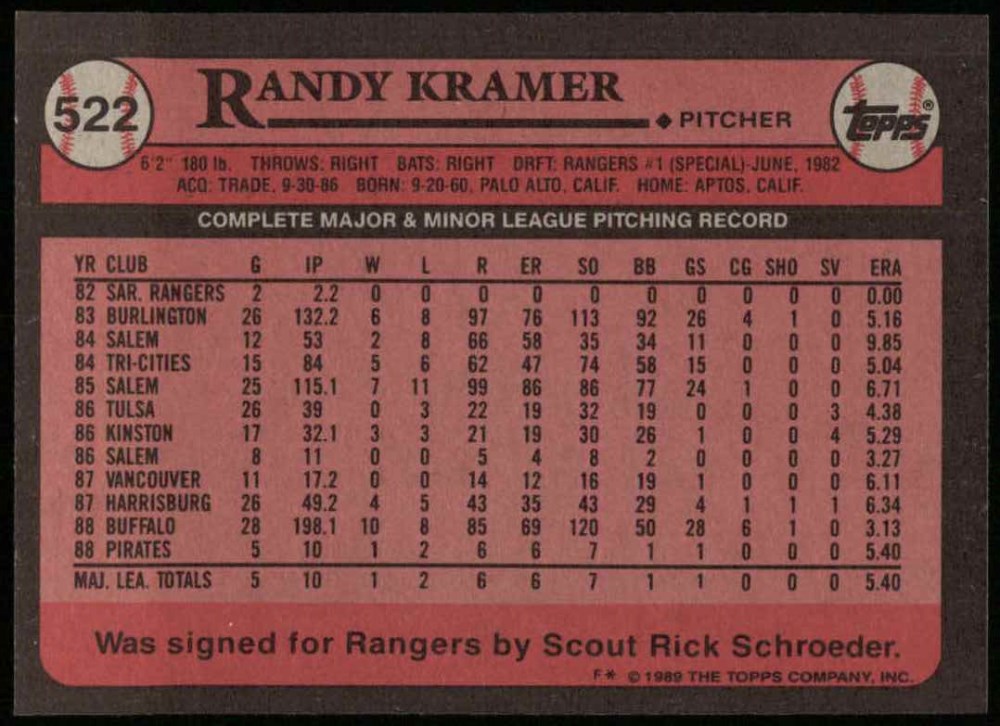 522
RANDY KRAMER
◆ PITCHER
TOPPS®
6'2" 180 lb. THROWS: RIGHT BATS: RIGHT DRFT: RANGERS #1 (SPECIAL)-JUNE, 1982
ACQ: TRADE, 9-30-86 BORN: 9-20-60, PALO ALTO, CALIF. HOME: APTOS, CALIF.
COMPLETE MAJOR & MINOR LEAGUE PITCHING RECORD
YR CLUB G IP W L R ER SO BB GS CG SHO SV ERA
82 SAR. RANGERS 2 2.2 0 0 0 0 0 0 0 0 0 0 0.00
83 BURLINGTON 26 132.2 6 8 97 76 113 92 26 4 1 0 5.16
84 SALEM 12 53 2 8 66 58 35 34 11 0 0 0 9.85
84 TRI-CITIES 15 84 5 6 62 47 74 58 15 0 0 0 5.04
85 SALEM 25 115.1 7 11 99 86 86 77 24 1 0 0 6.71
86 TULSA 26 39 0 3 22 19 32 19 0 0 0 3 4.38
86 KINSTON 17 32.1 3 3 21 19 30 26 1 0 0 4 5.29
86 SALEM 8 11 0 0 5 4 8 2 0 0 0 0 3.27
87 VANCOUVER 11 17.2 0 0 14 12 16 19 1 0 0 0 6.11
87 HARRISBURG 26 49.2 4 5 43 35 43 29 4 1 1 1 6.34
88 BUFFALO 28 198.1 10 8 85 69 120 50 28 6 1 0 3.13
88 PIRATES 5 10 1 2 6 6 7 1 1 0 0 0 5.40
MAJ. LEA. TOTALS 5 10 1 2 6 6 7 1 1 0 0 0 5.40
Was signed for Rangers by Scout Rick Schroeder.
F* © 1989 THE TOPPS COMPANY, INC.